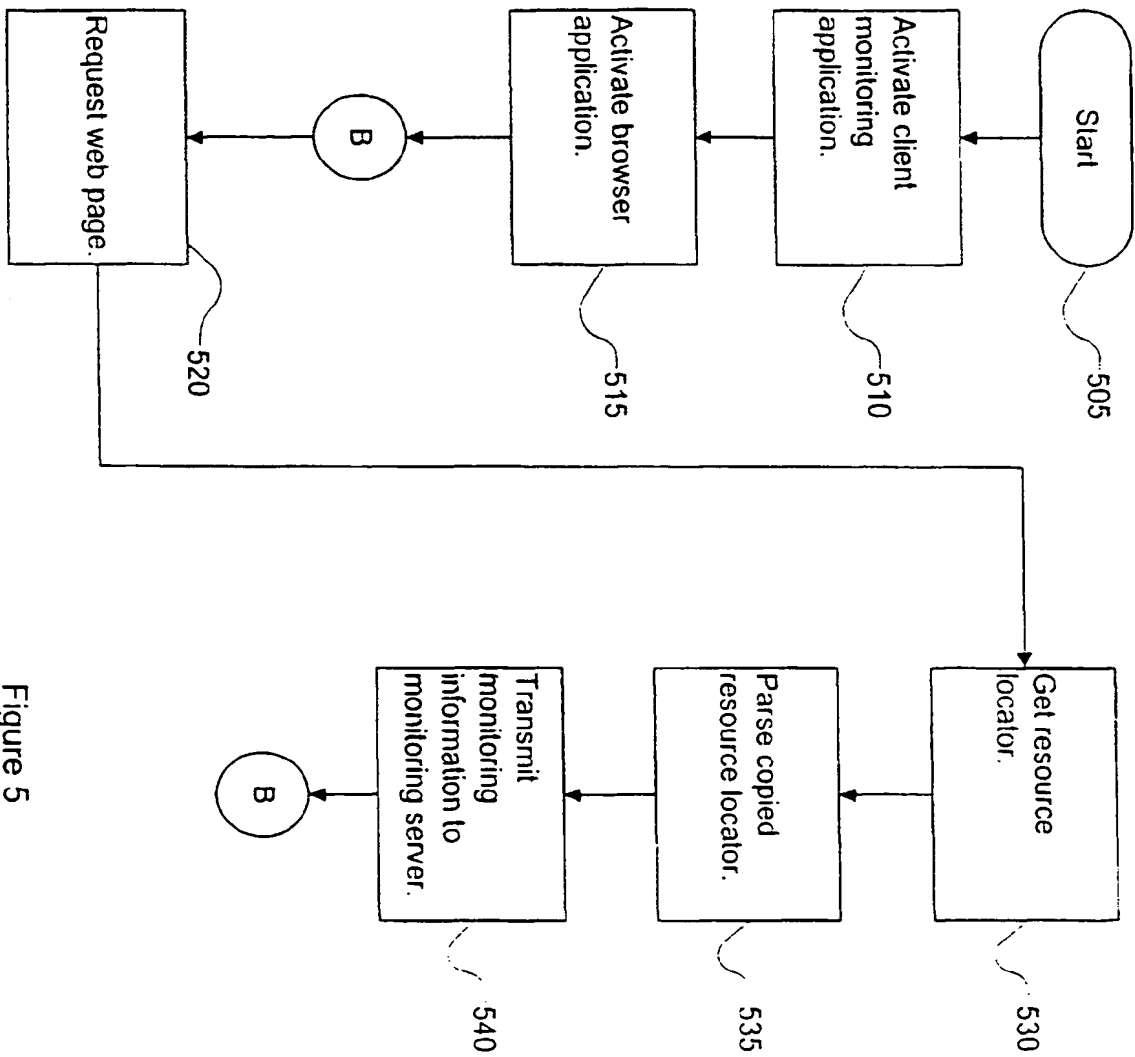 Start
505
Activate client
monitoring
application.
510
Activate browser
application.
515
B
Request web page.
520
Get resource
locator.
530
Parse copied
resource locator.
535
Transmit
monitoring
information to
monitoring server.
540
B
Figure 5